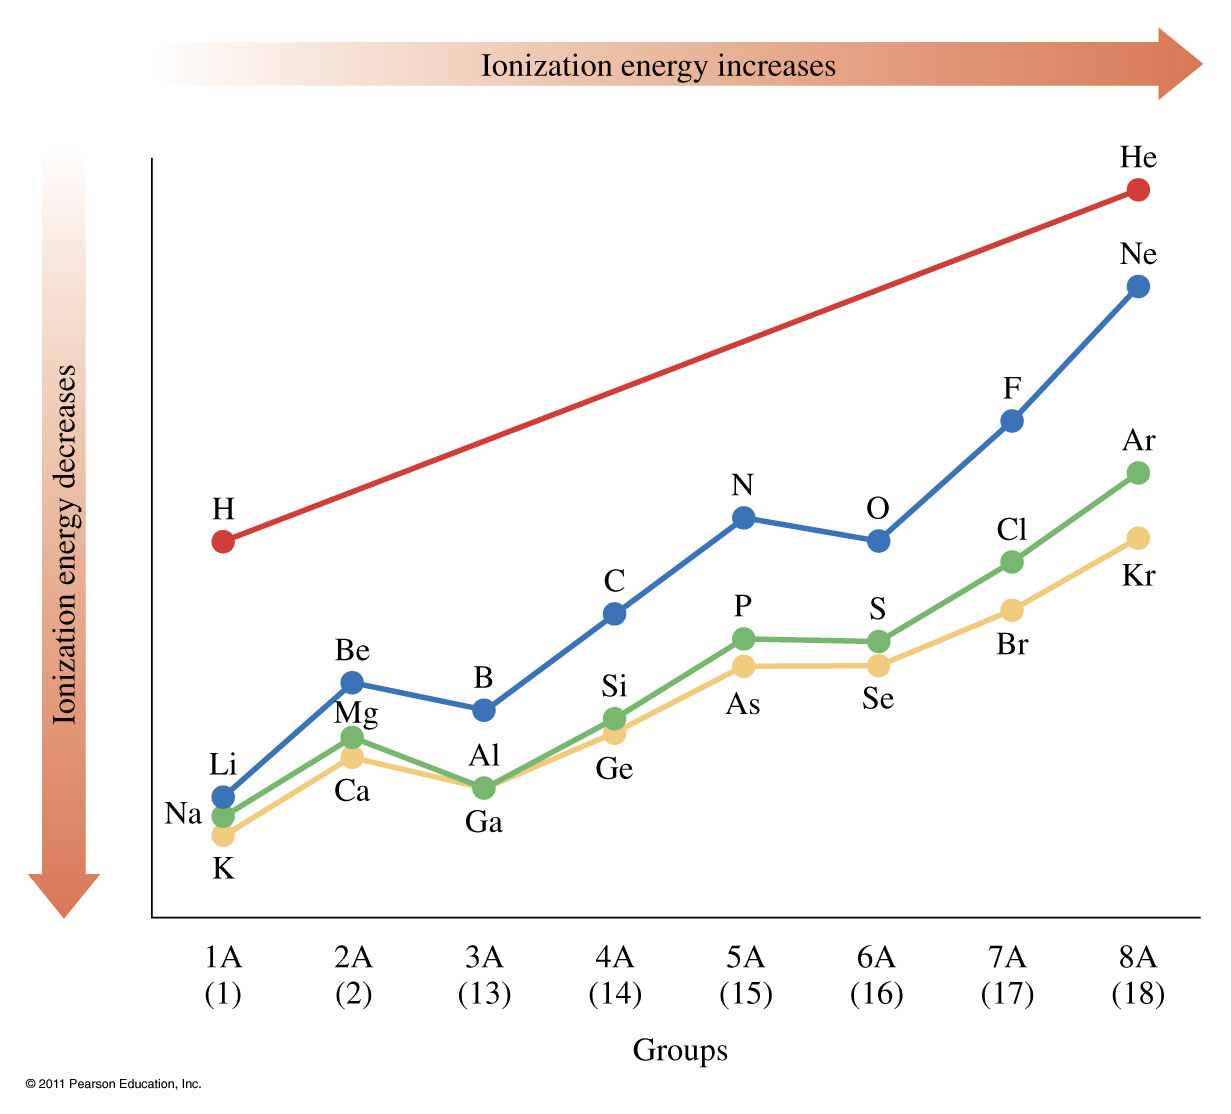 Ionization energy increases
Ionization energy decreases
He
Ne
F
Ar
H
N
O
Cl
C
Kr
P
S
Br
Be
B
Si
As
Se
Mg
Li
Al
Ge
Ca
Na
Ga
K
1A 2A 3A 4A 5A 6A 7A 8A
(1) (2) (13) (14) (15) (16) (17) (18)
Groups
© 2011 Pearson Education, Inc.